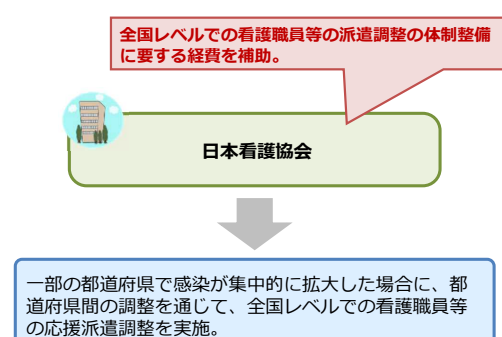 全国レベルでの看護職員等の派遣調整の体制整備
に要する経費を補助。
日本看護協会
一部の都道府県で感染が集中的に拡大した場合に、都
道府県間の調整を通じて、全国レベルでの看護職員等
の応援派遣調整を実施。